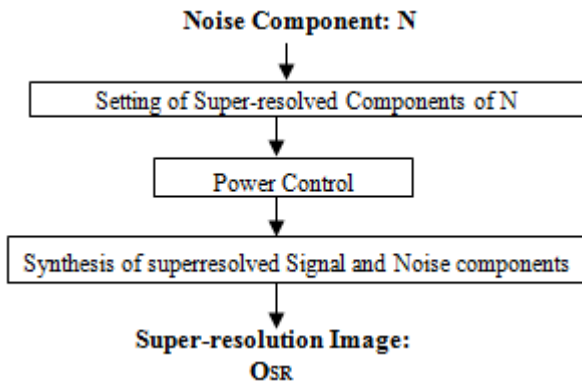 Noise Component: N
Setting of Super-resolved Components of N
Power Control
Synthesis of superresolved Signal and Noise components
Super-resolution Image:
OSR